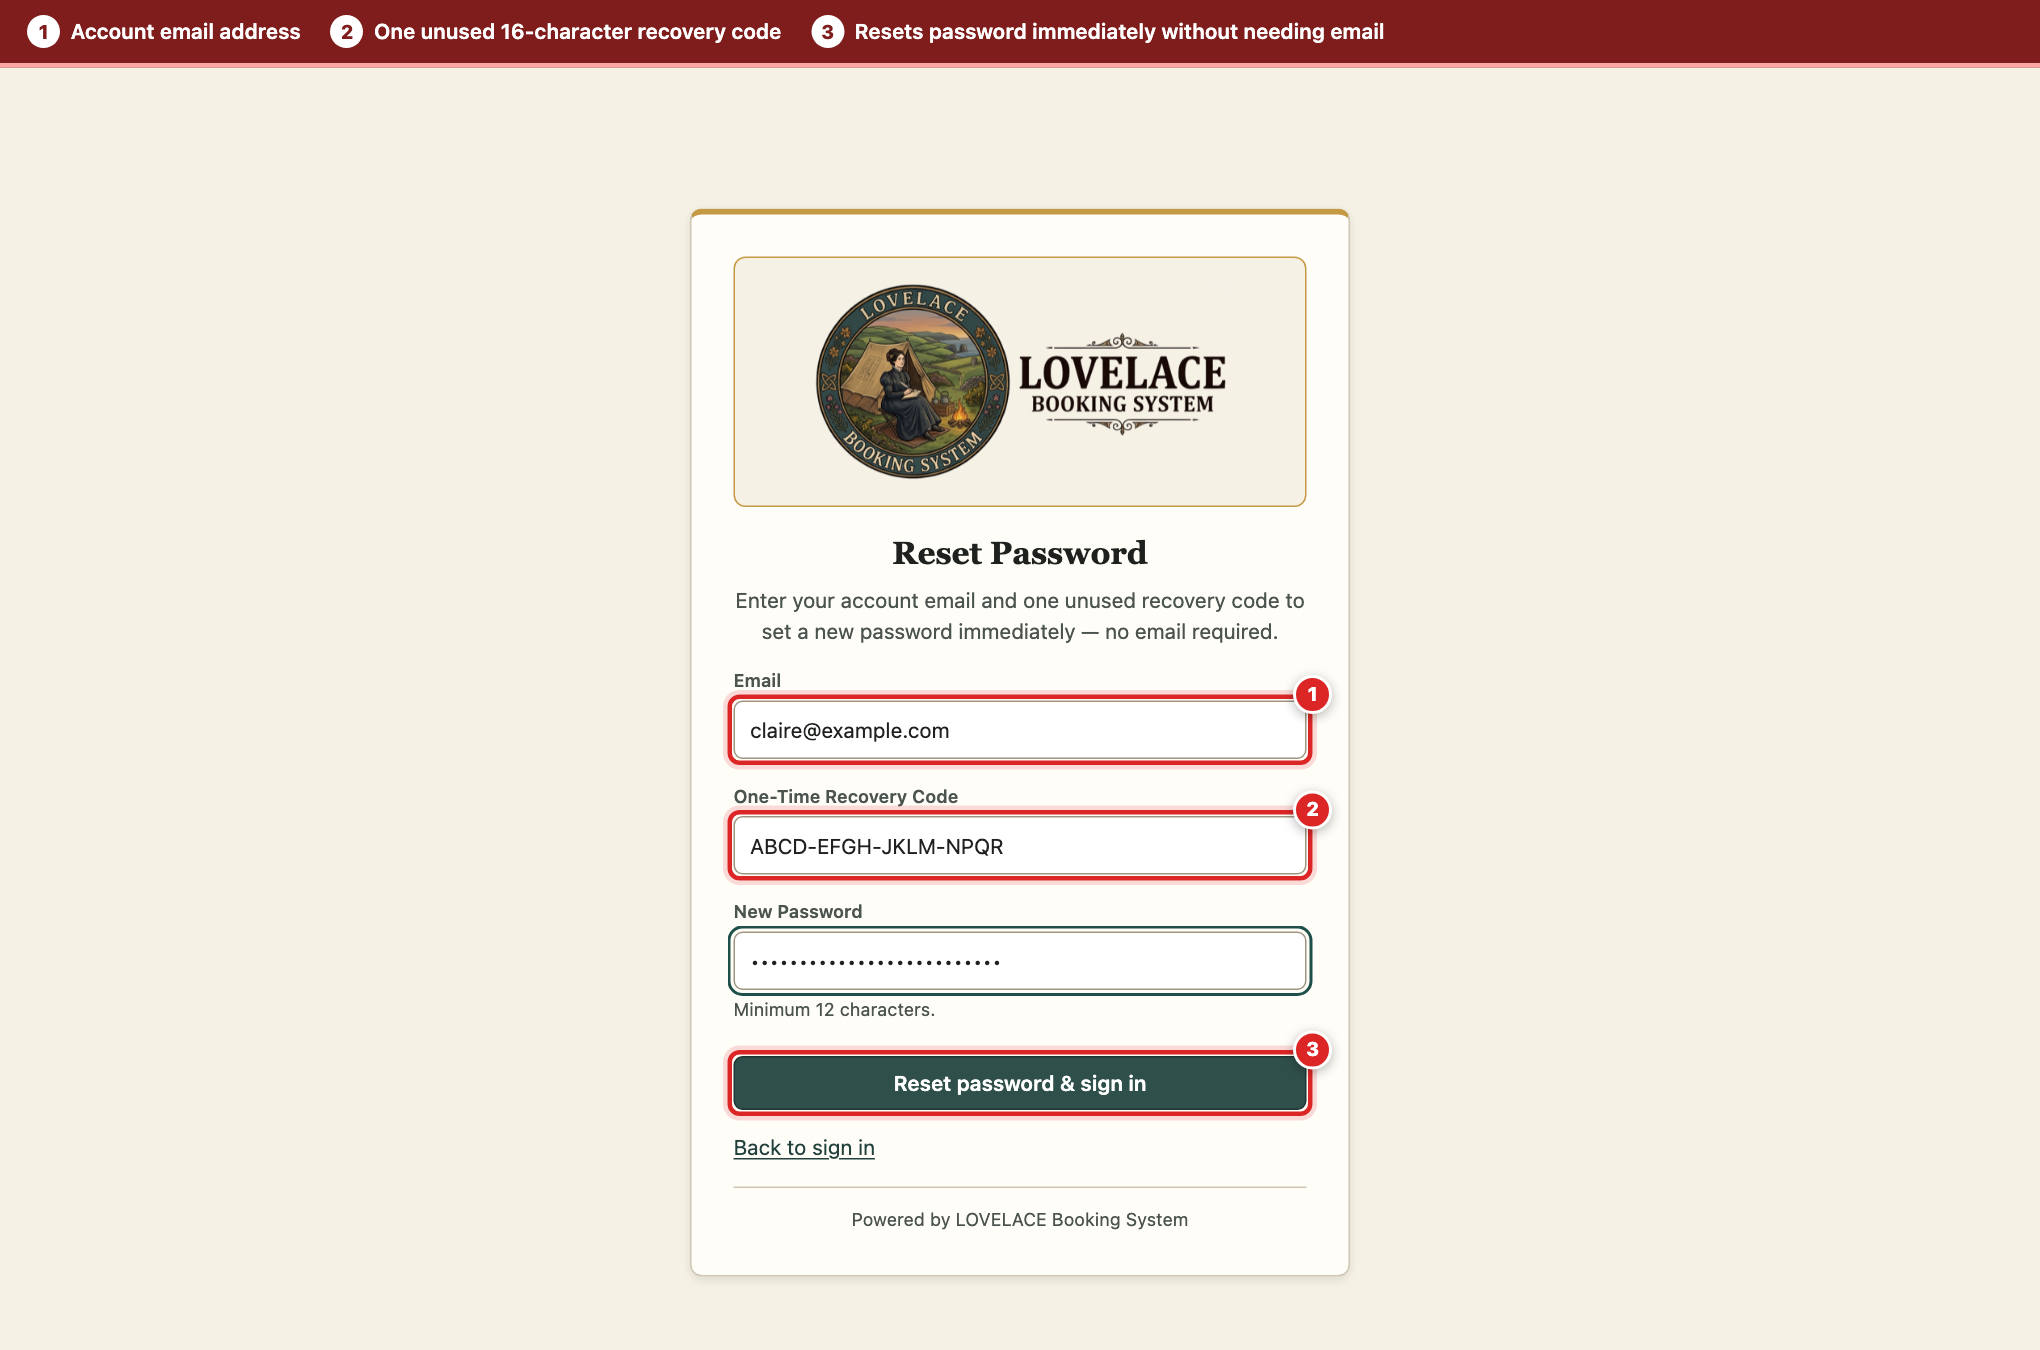 1 Account email address 2 One unused 16-character recovery code 3 Resets password immediately without needing email
LOVELACE
BOOKING SYSTEM
LOVELACE
BOOKING SYSTEM
Reset Password
Enter your account email and one unused recovery code to
set a new password immediately — no email required.
Email
1
claire@example.com
One-Time Recovery Code
2
ABCD-EFGH-JKLM-NPQR
New Password
••••••••••••••••••••••••••
Minimum 12 characters.
3
Reset password & sign in
Back to sign in
Powered by LOVELACE Booking System